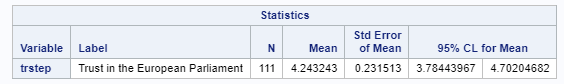 Statistics
Variable Label N Mean Std Error of Mean 95% CL for Mean
trstep Trust in the European Parliament 111 4.243243 0.231513 3.78443967 4.70204682